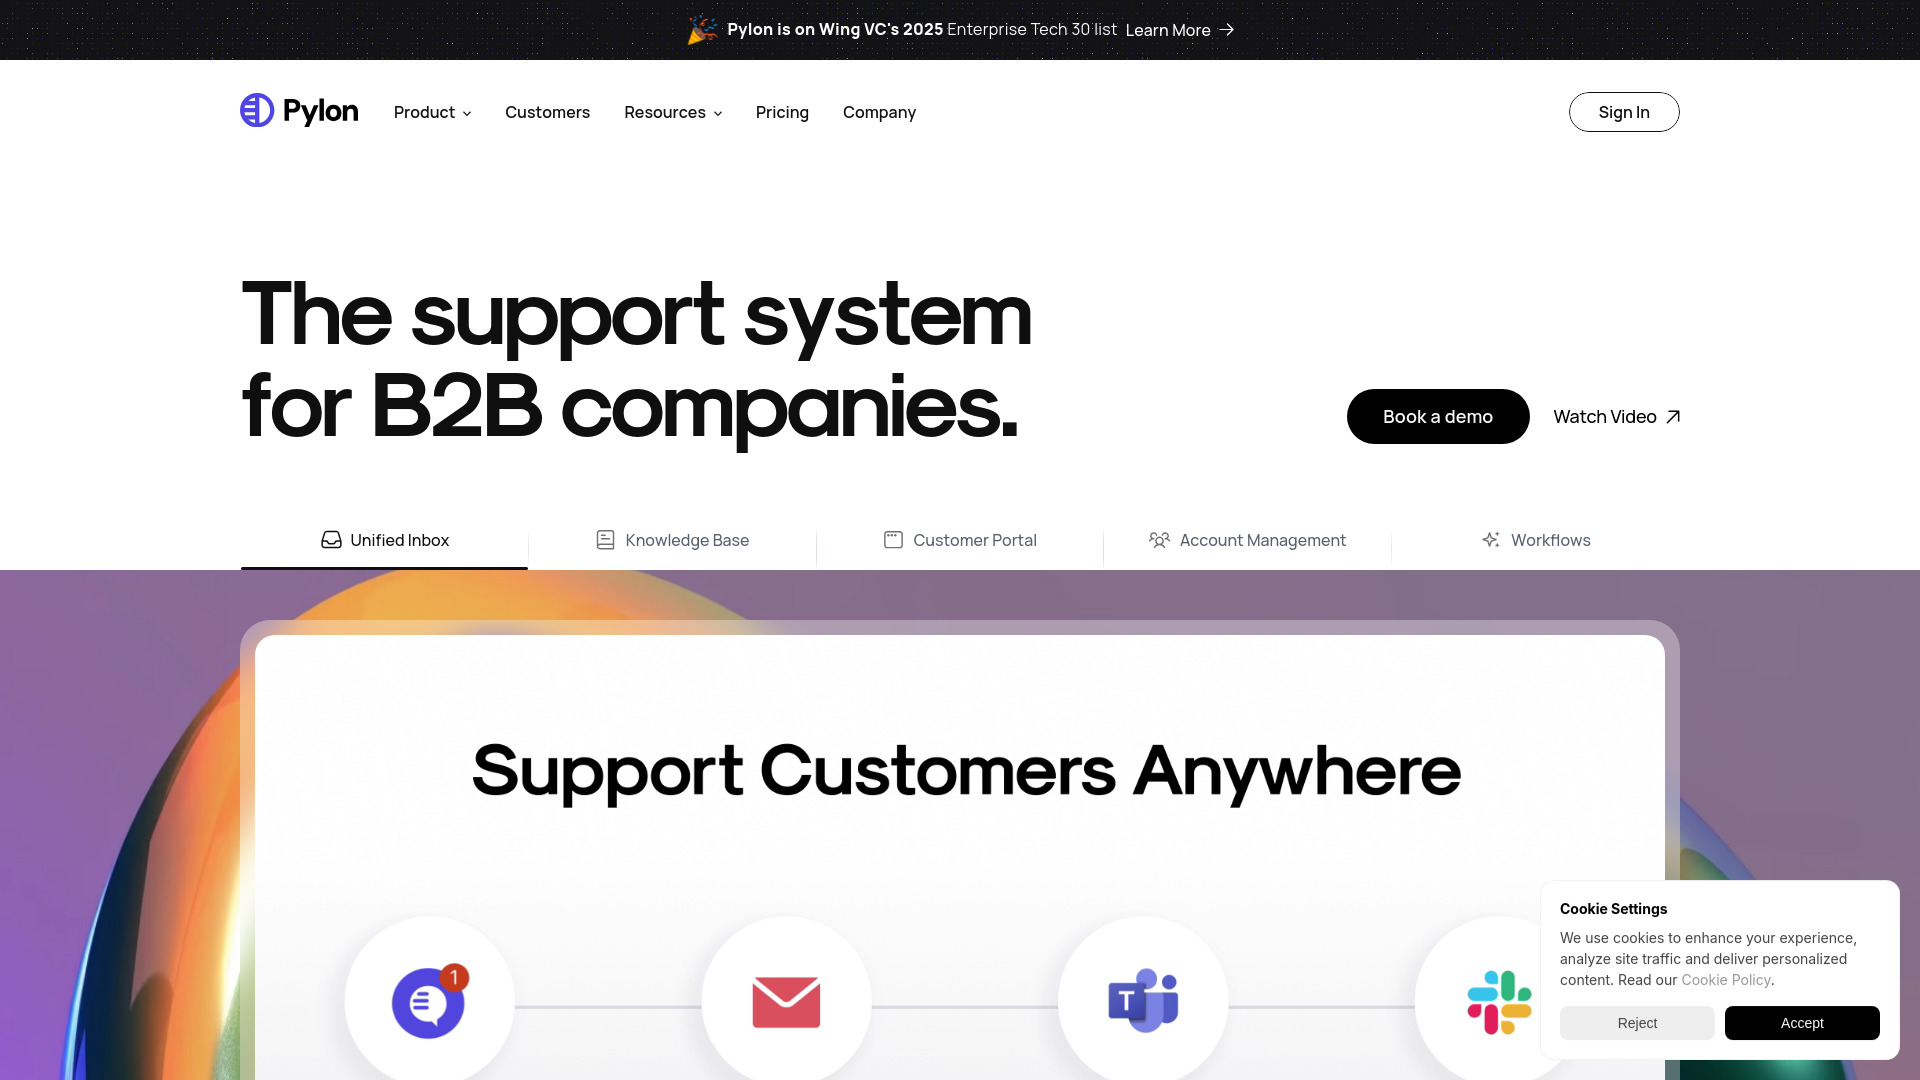 Pylon is on Wing VC's 2025 Enterprise Tech 30 list Learn More
Pylon Product Customers Resources Pricing Company Sign In
The support system
for B2B companies.
Book a demo Watch Video
Unified Inbox Knowledge Base Customer Portal Account Management Workflows
Support Customers Anywhere
1
T
Cookie Settings
We use cookies to enhance your experience,
analyze site traffic and deliver personalized
content. Read our Cookie Policy.
Reject Accept